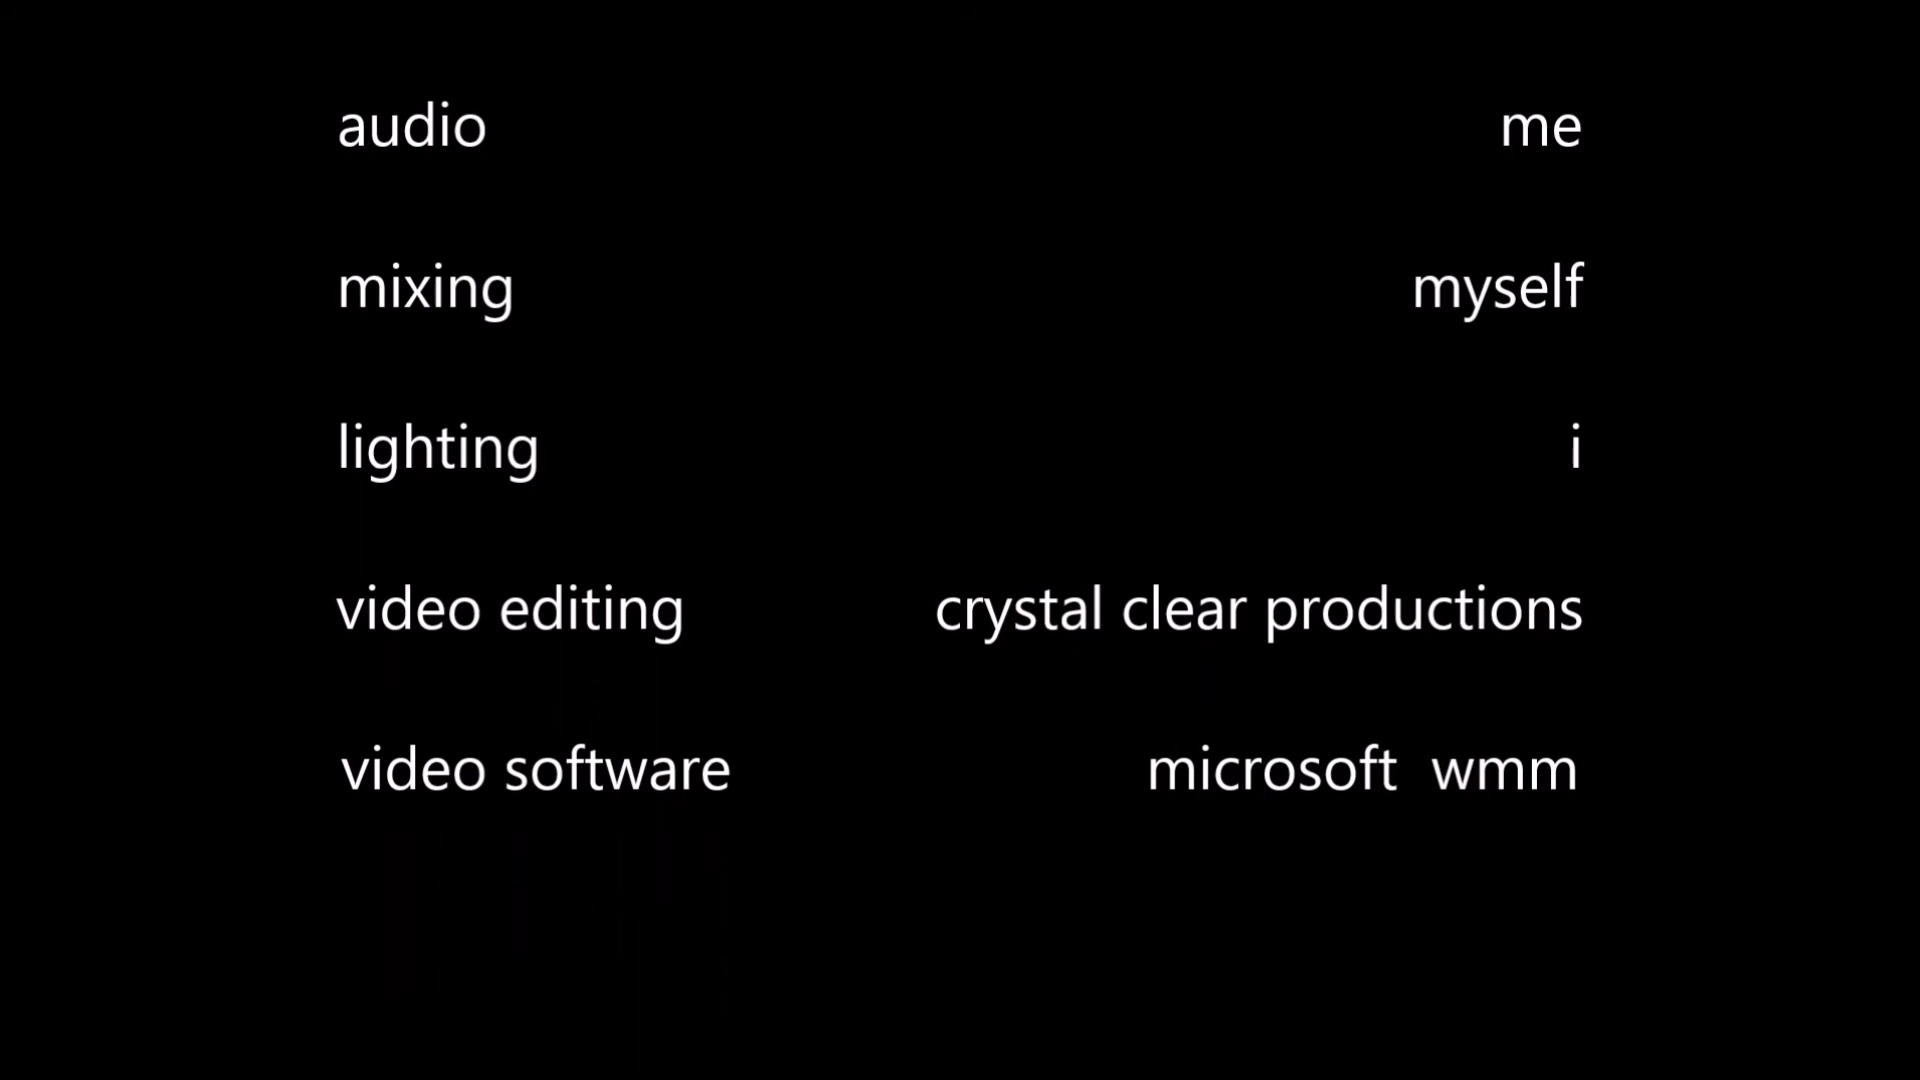 audio me
mixing myself
lighting i
video editing crystal clear productions
video software microsoft wmm